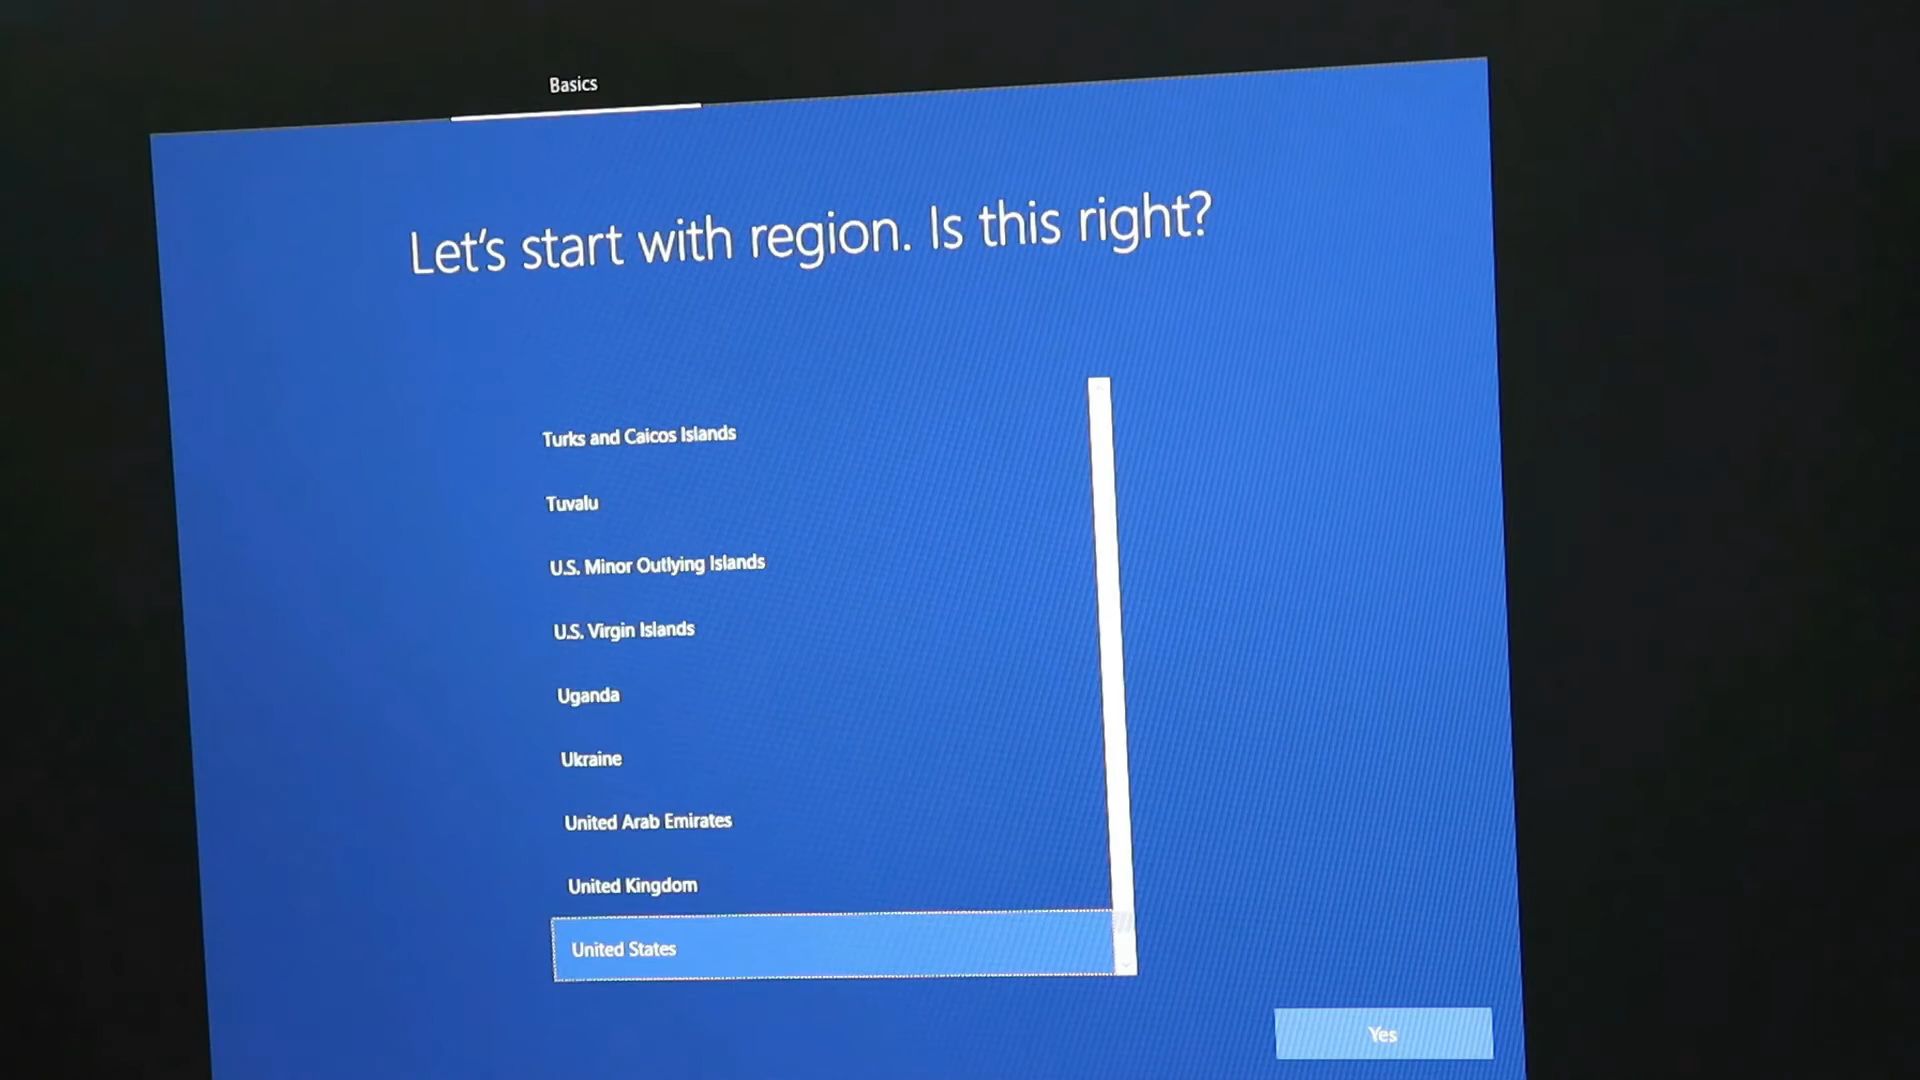 Basics
Let's start with region. Is this right?
Turks and Caicos Islands
Tuvalu
U.S. Minor Outlying Islands
U.S. Virgin Islands
Uganda
Ukraine
United Arab Emirates
United Kingdom
United States
Yes